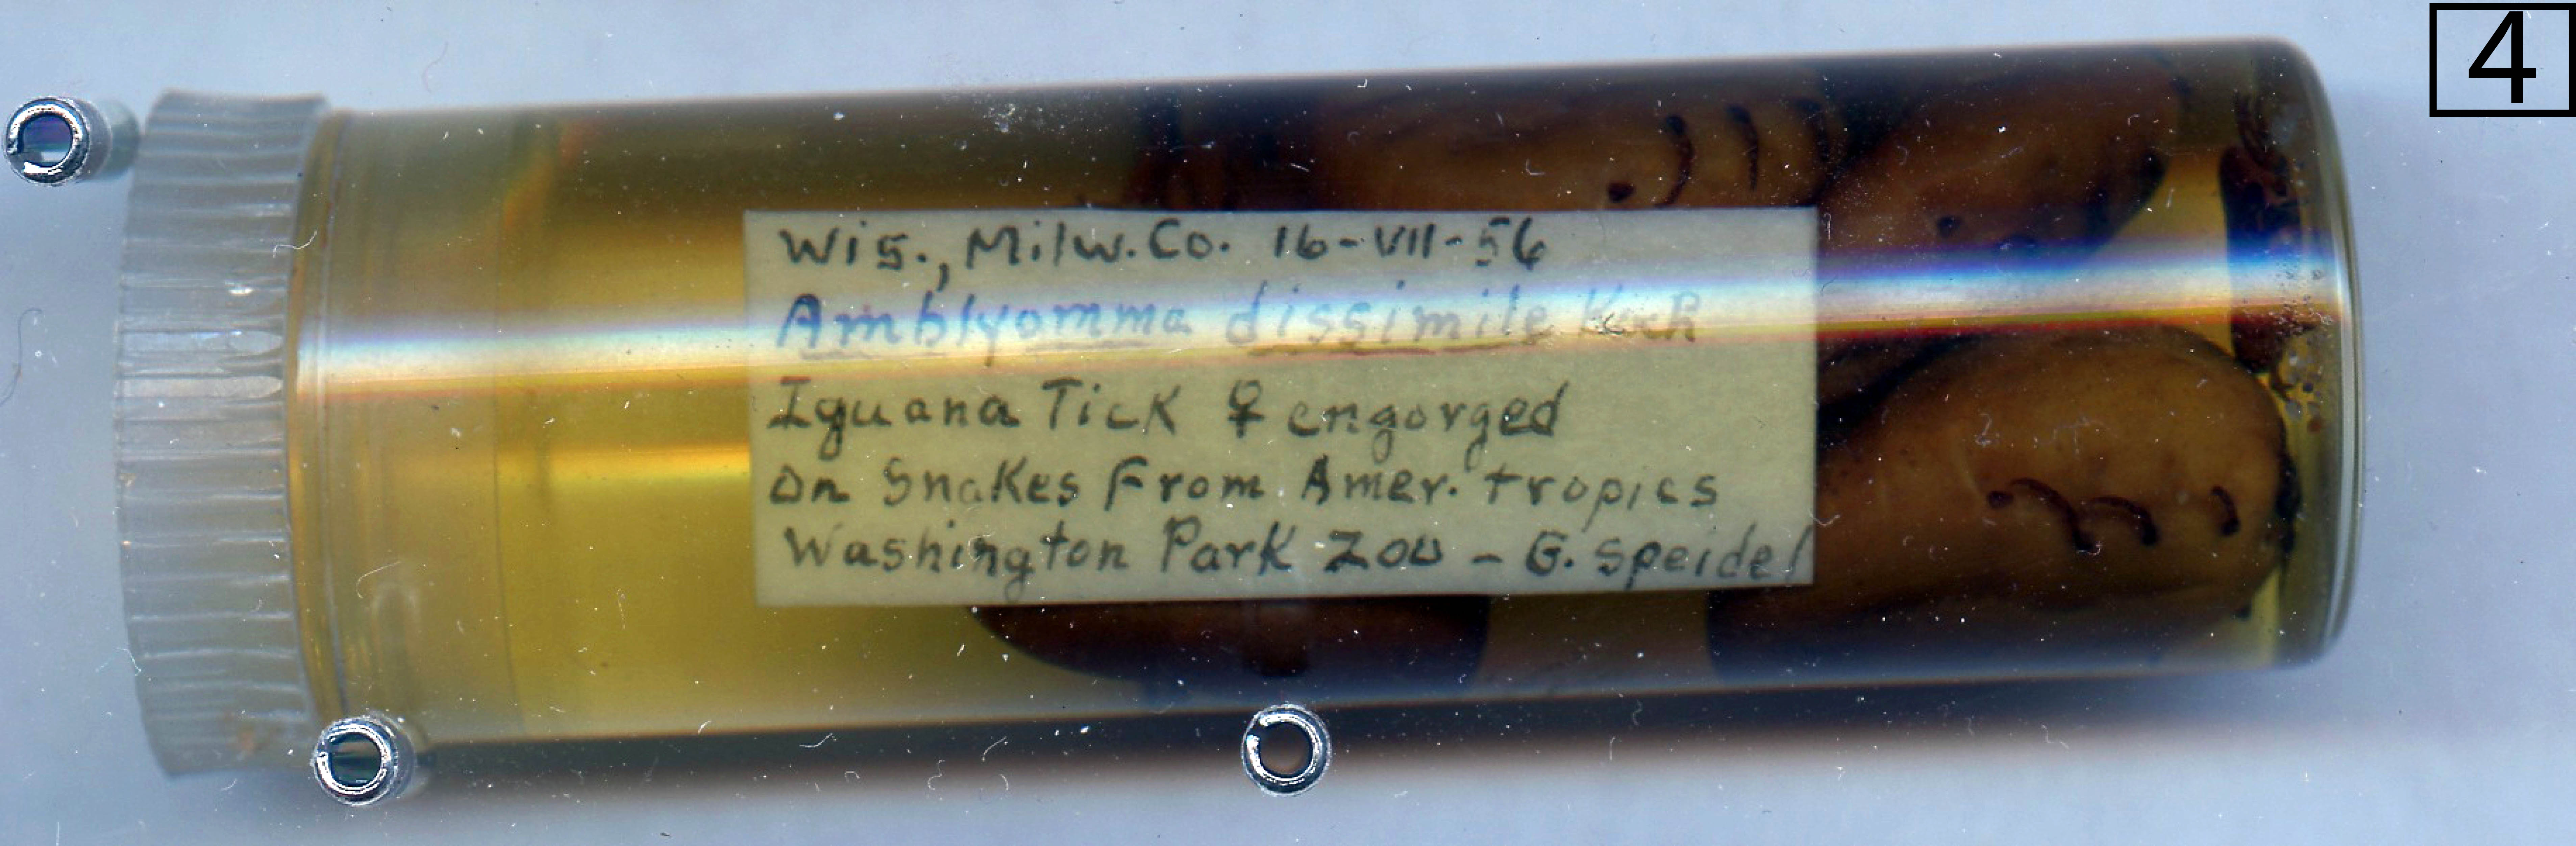 4
Wis., Milw. Co. 16-VII-56
Amblyomma dissimile Koch
Iguana Tick ♀ engorged
on Snakes From Amer. tropics
Washington Park Zoo - G. Speidel